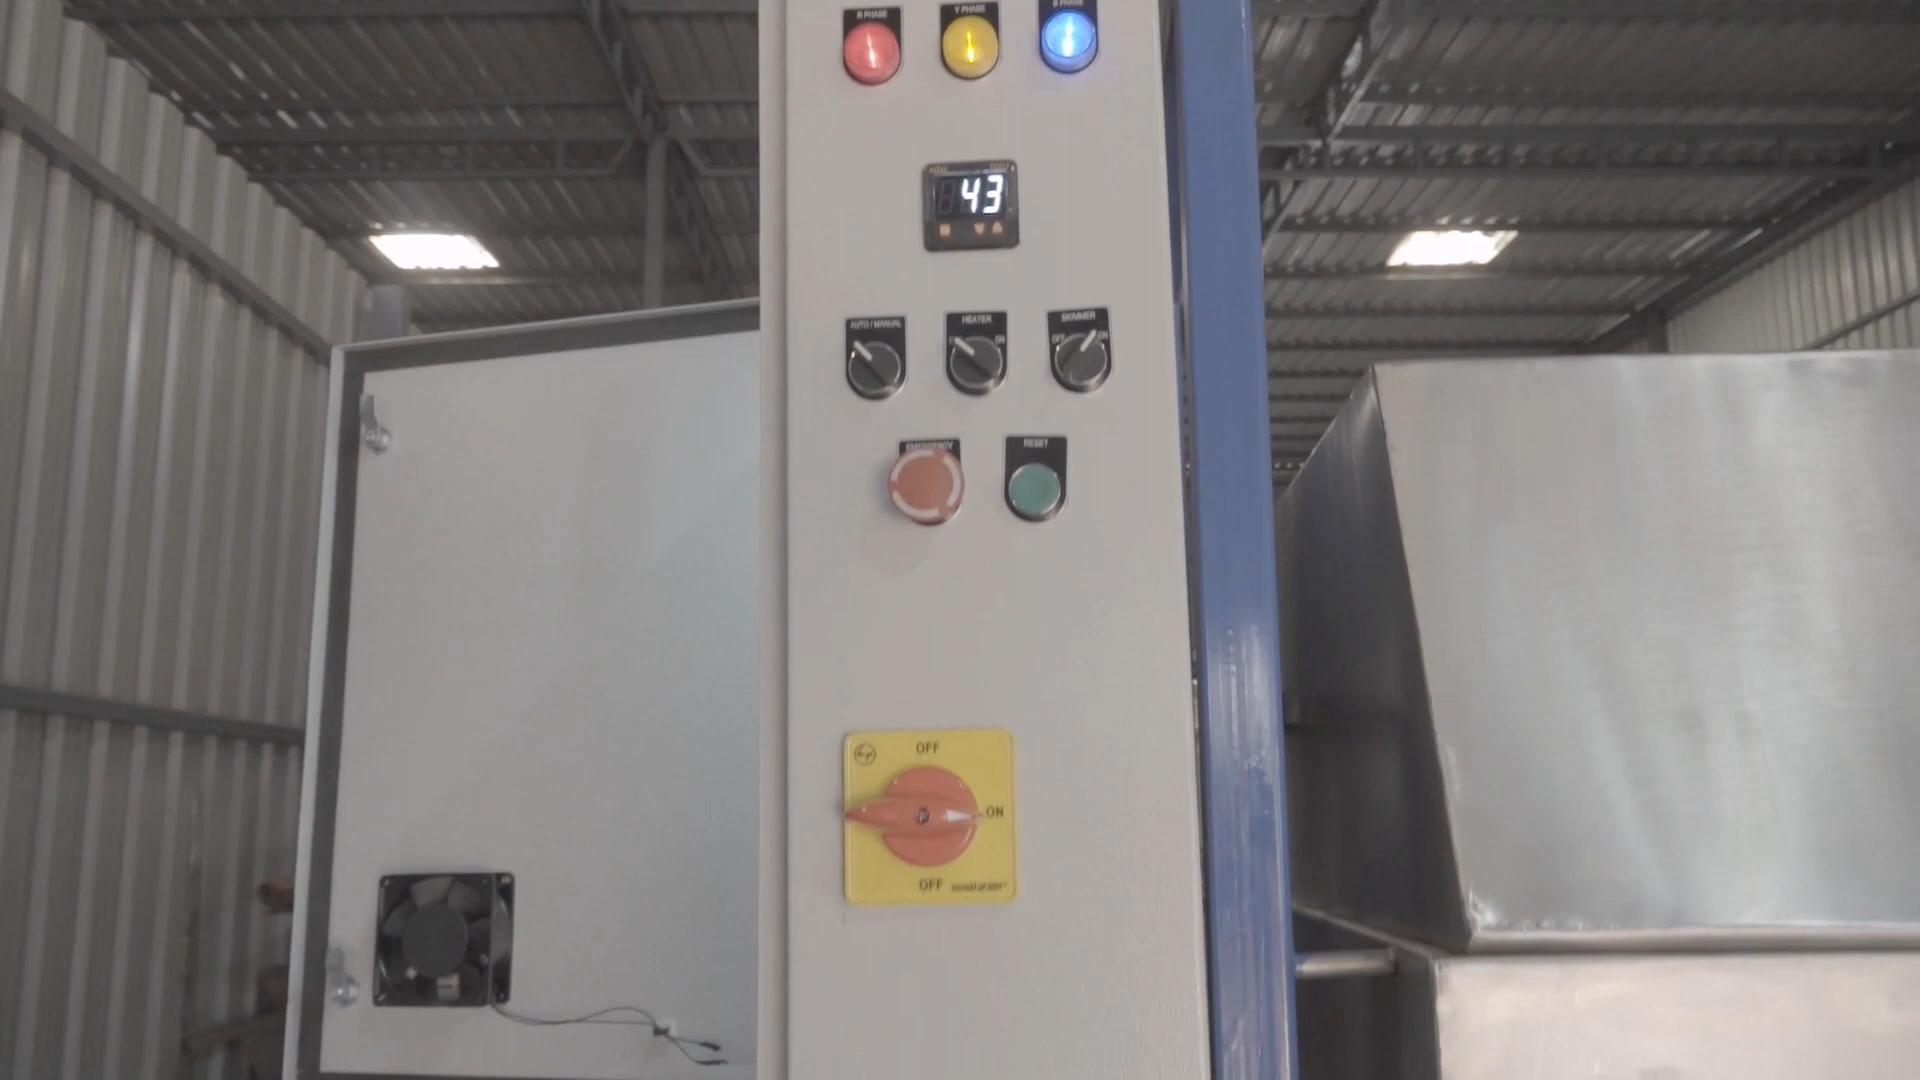 R PHASE
Y PHASE
B PHASE
43
AUTO / MANUAL
HEATER
ON
SKIMMER
OFF
ON
EMERGENCY
RESET
OFF
ON
OFF